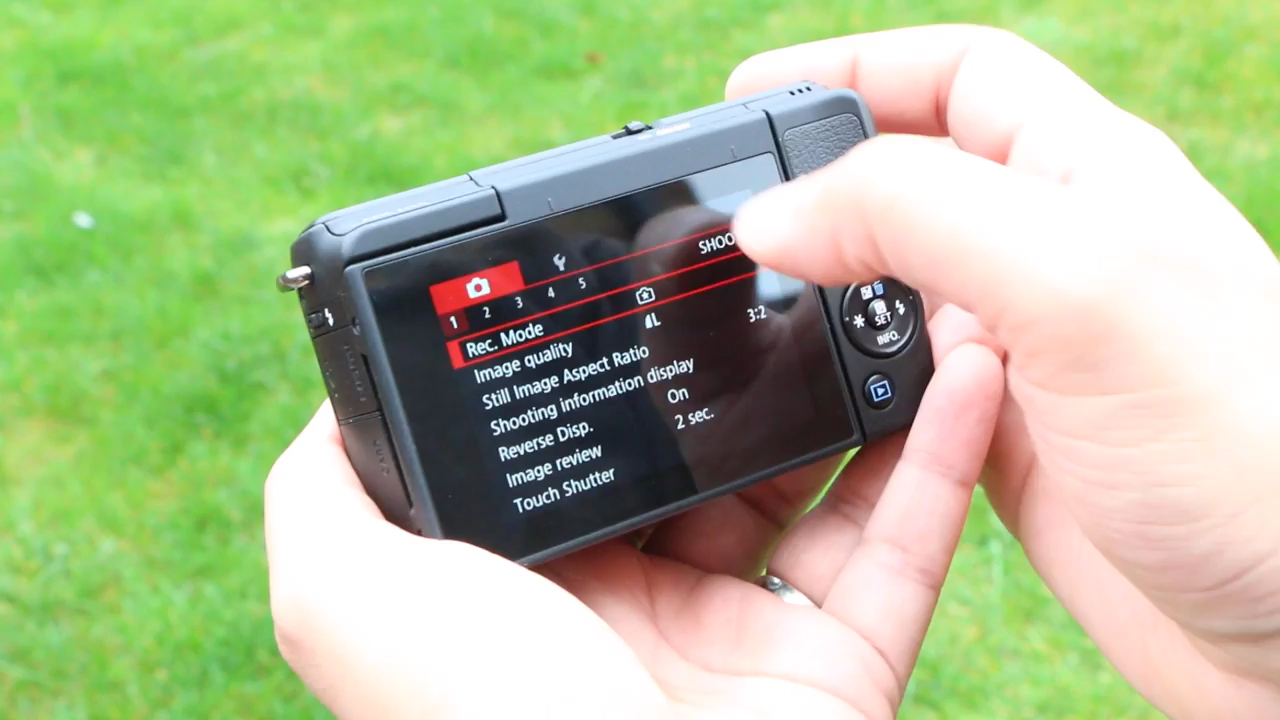 SHOO
1 2 3 4 5
Rec. Mode
Image quality L
Still Image Aspect Ratio 3:2
Shooting information display
Reverse Disp. On
Image review 2 sec.
Touch Shutter
SET
INFO.